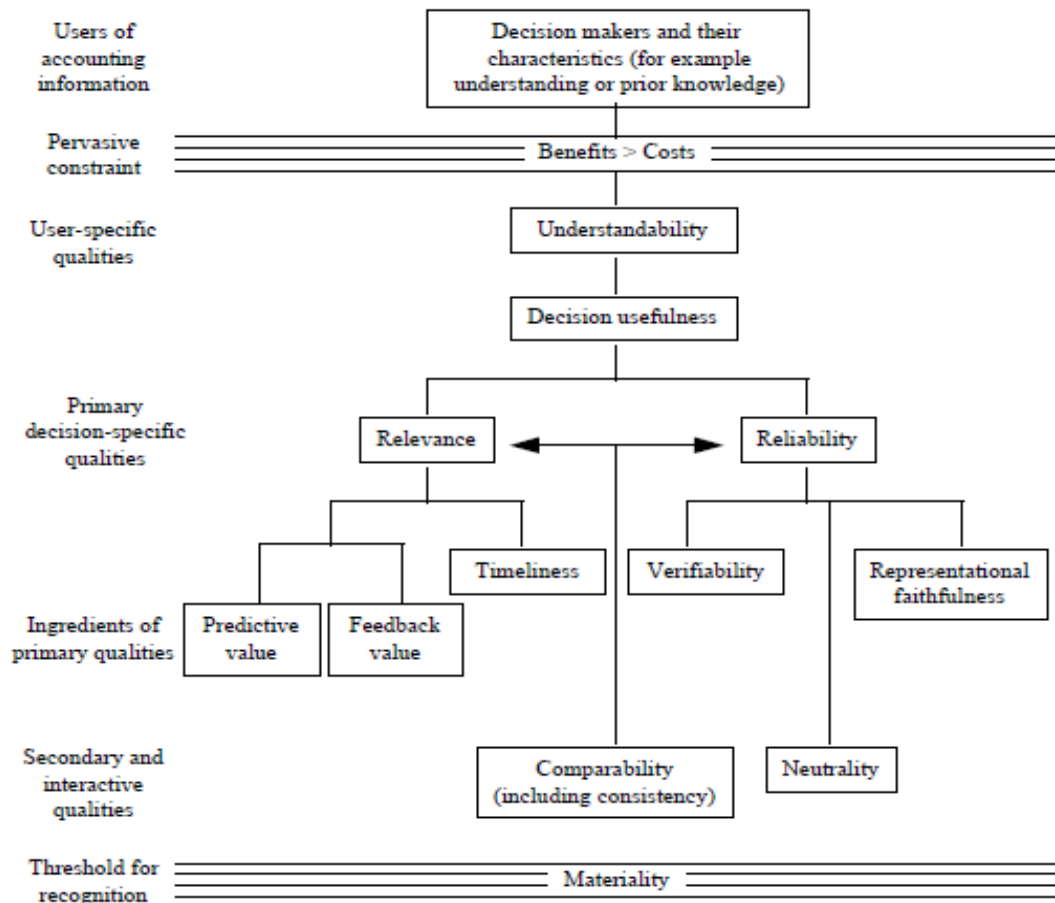 Users of
accounting
information
Decision makers and their
characteristics (for example
understanding or prior knowledge)
Pervasive
constraint
Benefits > Costs
User-specific
qualities
Understandability
Decision usefulness
Primary
decision-specific
qualities
Relevance
Reliability
Timeliness
Verifiability
Representational
faithfulness
Ingredients of
primary qualities
Predictive
value
Feedback
value
Secondary and
interactive
qualities
Comparability
(including consistency)
Neutrality
Threshold for
recognition
Materiality